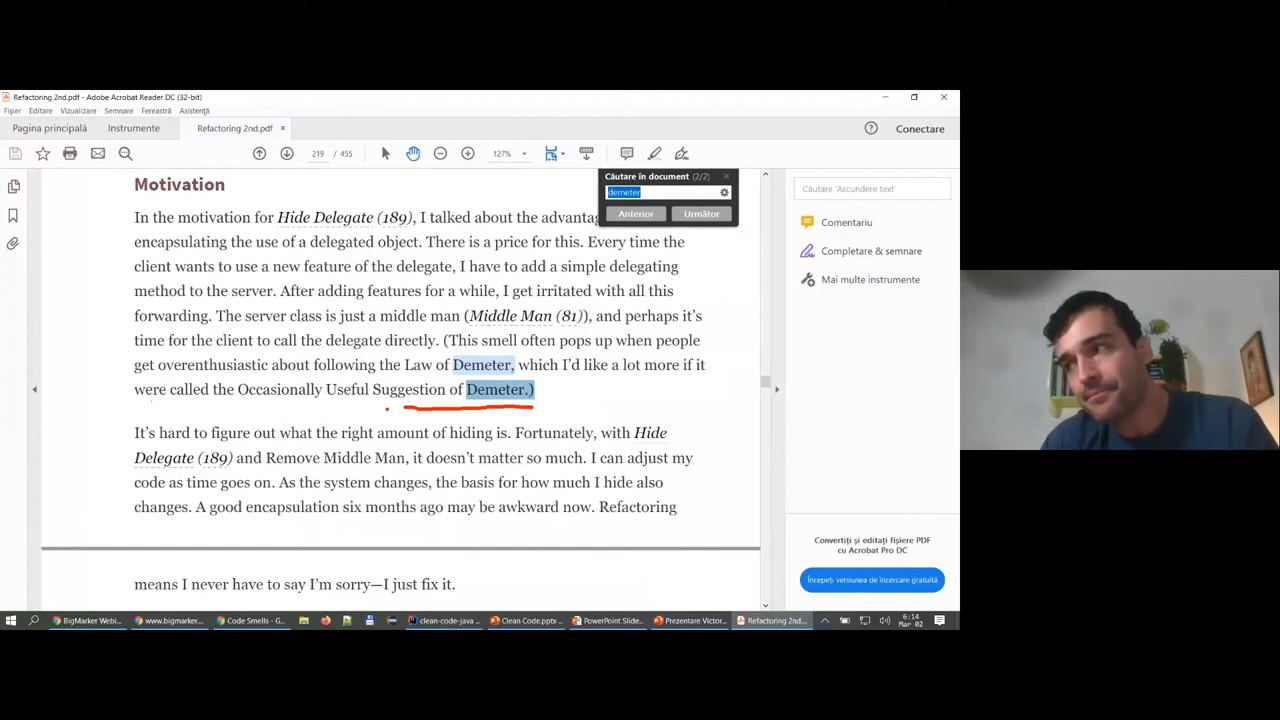 Refactoring 2nd.pdf - Adobe Acrobat Reader DC (32-bit)
Fișier Editare Vizualizare Semnare Fereastră Asistență
Pagina principală Instrumente Refactoring 2nd.pdf × Conectare
219 / 455 127%
Căutare în document (2/2)
demeter
Anterior Următor
Motivation
In the motivation for Hide Delegate (189), I talked about the advantag
encapsulating the use of a delegated object. There is a price for this. Every time the
client wants to use a new feature of the delegate, I have to add a simple delegating
method to the server. After adding features for a while, I get irritated with all this
forwarding. The server class is just a middle man (Middle Man (81)), and perhaps it’s
time for the client to call the delegate directly. (This smell often pops up when people
get overenthusiastic about following the Law of Demeter, which I’d like a lot more if it
were called the Occasionally Useful Suggestion of Demeter.)
It’s hard to figure out what the right amount of hiding is. Fortunately, with Hide
Delegate (189) and Remove Middle Man, it doesn’t matter so much. I can adjust my
code as time goes on. As the system changes, the basis for how much I hide also
changes. A good encapsulation six months ago may be awkward now. Refactoring
means I never have to say I’m sorry—I just fix it.
Căutare 'Ascundere text'
Comentariu
Completare & semnare
Mai multe instrumente
Convertiți și editați fișiere PDF
cu Acrobat Pro DC
Începeți versiunea de încercare gratuită
BigMarker Webi... www.bigmarker... Code Smells - G... clean-code-java ... Clean Code.pptx ... PowerPoint Slide... Prezentare Victor... Refactoring 2nd...
6:14
Mar 02